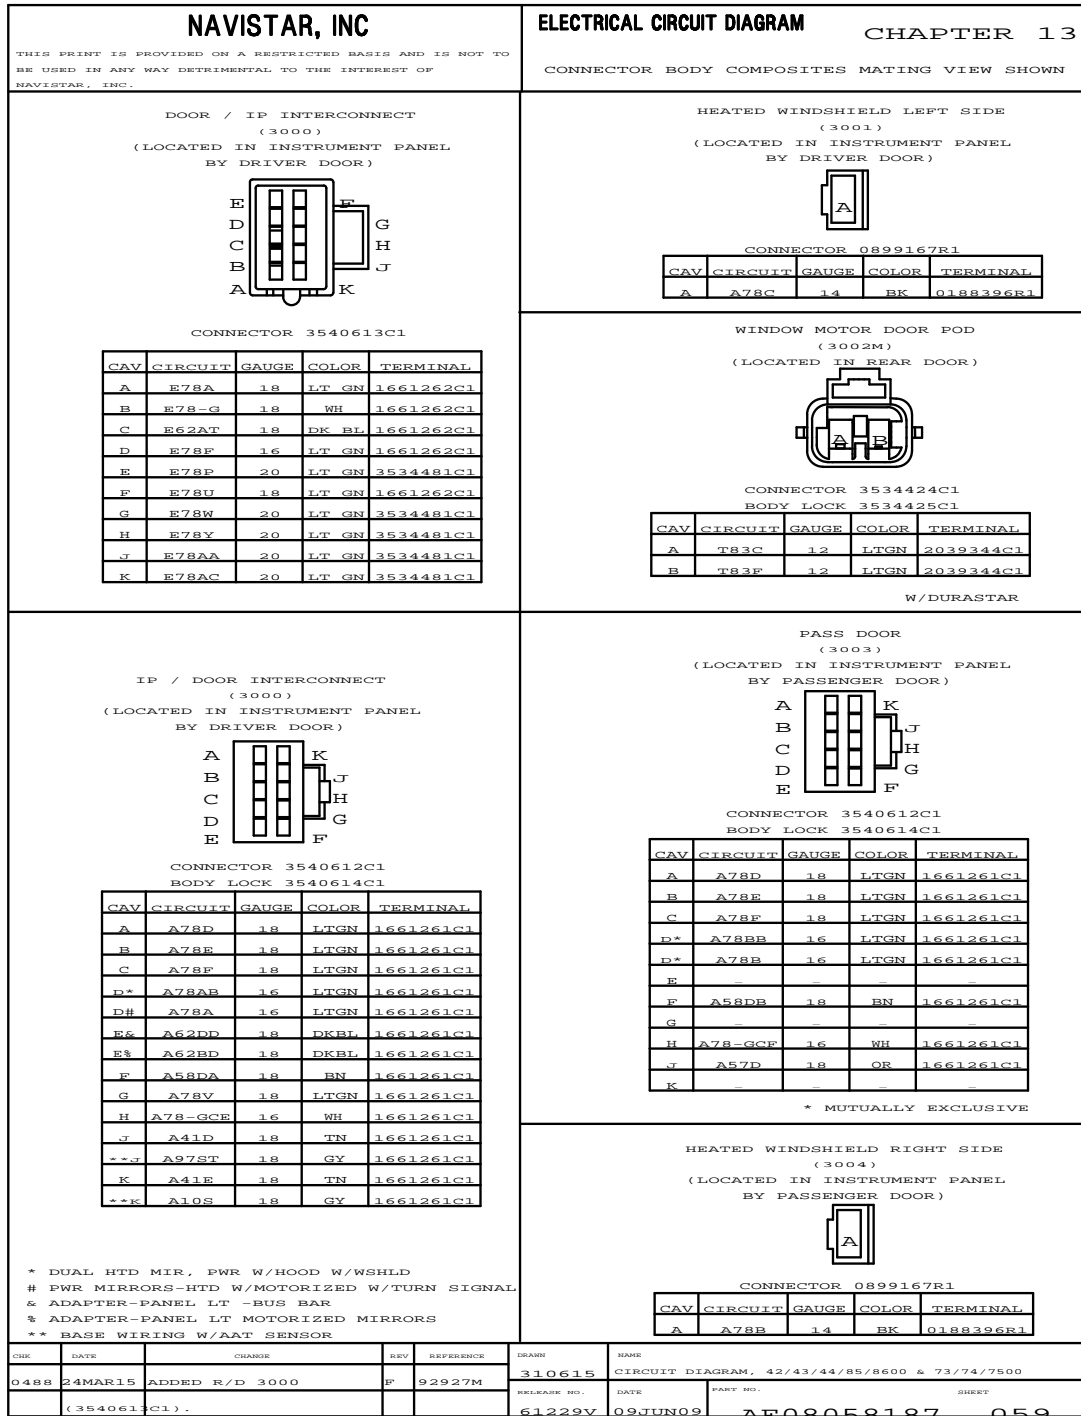 NAVISTAR, INC
THIS PRINT IS PROVIDED ON A RESTRICTED BASIS AND IS NOT TO
BE USED IN ANY WAY DETRIMENTAL TO THE INTEREST OF
NAVISTAR, INC.
ELECTRICAL CIRCUIT DIAGRAM CHAPTER 13
CONNECTOR BODY COMPOSITES MATING VIEW SHOWN
DOOR / IP INTERCONNECT
(3000)
(LOCATED IN INSTRUMENT PANEL
BY DRIVER DOOR)
E F
D G
C H
B J
A K
CONNECTOR 3540613C1
CAV CIRCUIT GAUGE COLOR TERMINAL
A E78A 18 LT GN 1661262C1
B E78-G 18 WH 1661262C1
C E62AT 18 DK BL 1661262C1
D E78F 16 LT GN 1661262C1
E E78P 20 LT GN 3534481C1
F E78U 18 LT GN 1661262C1
G E78W 20 LT GN 3534481C1
H E78Y 20 LT GN 3534481C1
J E78AA 20 LT GN 3534481C1
K E78AC 20 LT GN 3534481C1
HEATED WINDSHIELD LEFT SIDE
(3001)
(LOCATED IN INSTRUMENT PANEL
BY DRIVER DOOR)
A
CONNECTOR 0899167R1
CAV CIRCUIT GAUGE COLOR TERMINAL
A A78C 14 BK 0188396R1
WINDOW MOTOR DOOR POD
(3002M)
(LOCATED IN REAR DOOR)
A B
CONNECTOR 3534424C1
BODY LOCK 3534425C1
CAV CIRCUIT GAUGE COLOR TERMINAL
A T83C 12 LTGN 2039344C1
B T83F 12 LTGN 2039344C1
W/DURASTAR
IP / DOOR INTERCONNECT
(3000)
(LOCATED IN INSTRUMENT PANEL
BY DRIVER DOOR)
A K
B J
C H
D G
E F
CONNECTOR 3540612C1
BODY LOCK 3540614C1
CAV CIRCUIT GAUGE COLOR TERMINAL
A A78D 18 LTGN 1661261C1
B A78E 18 LTGN 1661261C1
C A78F 18 LTGN 1661261C1
D* A78AB 16 LTGN 1661261C1
D# A78A 16 LTGN 1661261C1
E& A62DD 18 DKBL 1661261C1
E% A62BD 18 DKBL 1661261C1
F A58DA 18 BN 1661261C1
G A78V 18 LTGN 1661261C1
H A78-GCE 16 WH 1661261C1
J A41D 18 TN 1661261C1
**J A97ST 18 GY 1661261C1
K A41E 18 TN 1661261C1
**K A10S 18 GY 1661261C1
* DUAL HTD MIR, PWR W/HOOD W/WSHLD
# PWR MIRRORS-HTD W/MOTORIZED W/TURN SIGNAL
& ADAPTER-PANEL LT -BUS BAR
% ADAPTER-PANEL LT MOTORIZED MIRRORS
** BASE WIRING W/AAT SENSOR
PASS DOOR
(3003)
(LOCATED IN INSTRUMENT PANEL
BY PASSENGER DOOR)
A K
B J
C H
D G
E F
CONNECTOR 3540612C1
BODY LOCK 3540614C1
CAV CIRCUIT GAUGE COLOR TERMINAL
A A78D 18 LTGN 1661261C1
B A78E 18 LTGN 1661261C1
C A78F 18 LTGN 1661261C1
D* A78BB 16 LTGN 1661261C1
D* A78B 16 LTGN 1661261C1
E - - - -
F A58DB 18 BN 1661261C1
G - - - -
H A78-GCF 16 WH 1661261C1
J A57D 18 OR 1661261C1
K - - - -
* MUTUALLY EXCLUSIVE
HEATED WINDSHIELD RIGHT SIDE
(3004)
(LOCATED IN INSTRUMENT PANEL
BY PASSENGER DOOR)
A
CONNECTOR 0899167R1
CAV CIRCUIT GAUGE COLOR TERMINAL
A A78B 14 BK 0188396R1
CHK DATE CHANGE REV REFERENCE
0488 24MAR15 ADDED R/D 3000 F 92927M
(3540613C1).
DRAWN NAME
310615 CIRCUIT DIAGRAM, 42/43/44/85/8600 & 73/74/7500
RELEASE NO. DATE PART NO. SHEET
61229V 09JUN09 AF08058187 059